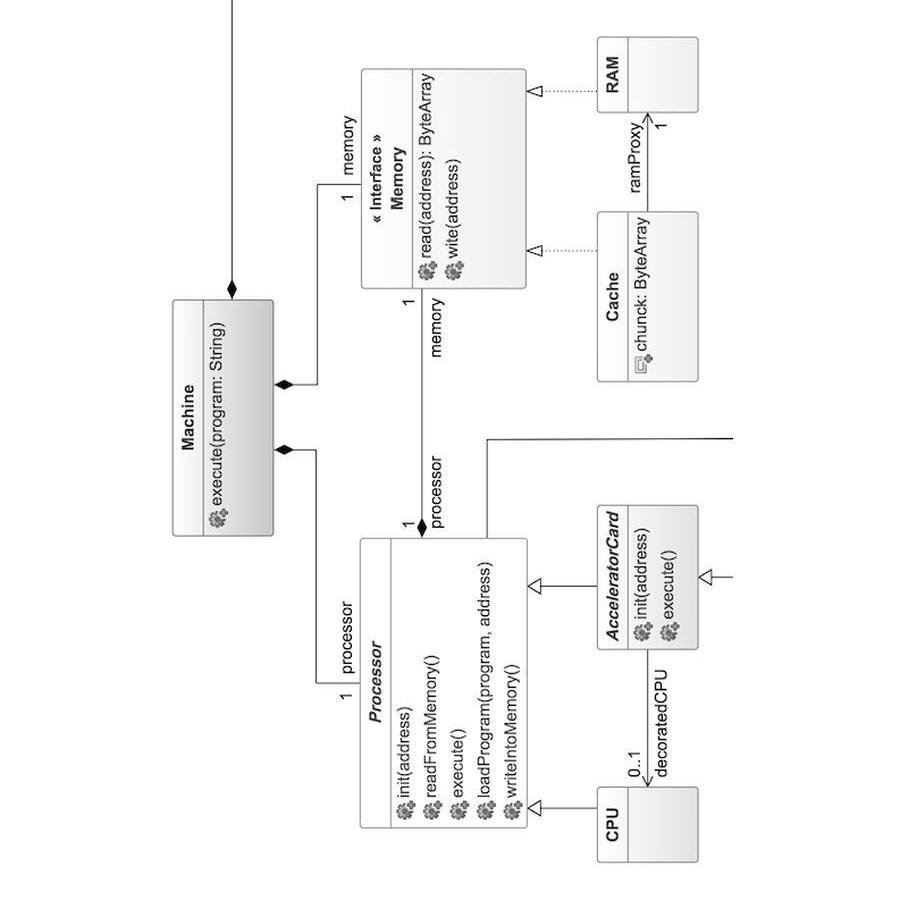 Machine
execute(program: String)
1
processor
1
memory
Processor
init(address)
readFromMemory()
execute()
loadProgram(program, address)
writeIntoMemory()
1
processor
1
memory
« Interface »
Memory
read(address): ByteArray
wite(address)
CPU
0..1
decoratedCPU
AcceleratorCard
init(address)
execute()
Cache
chunck: ByteArray
ramProxy
1
RAM